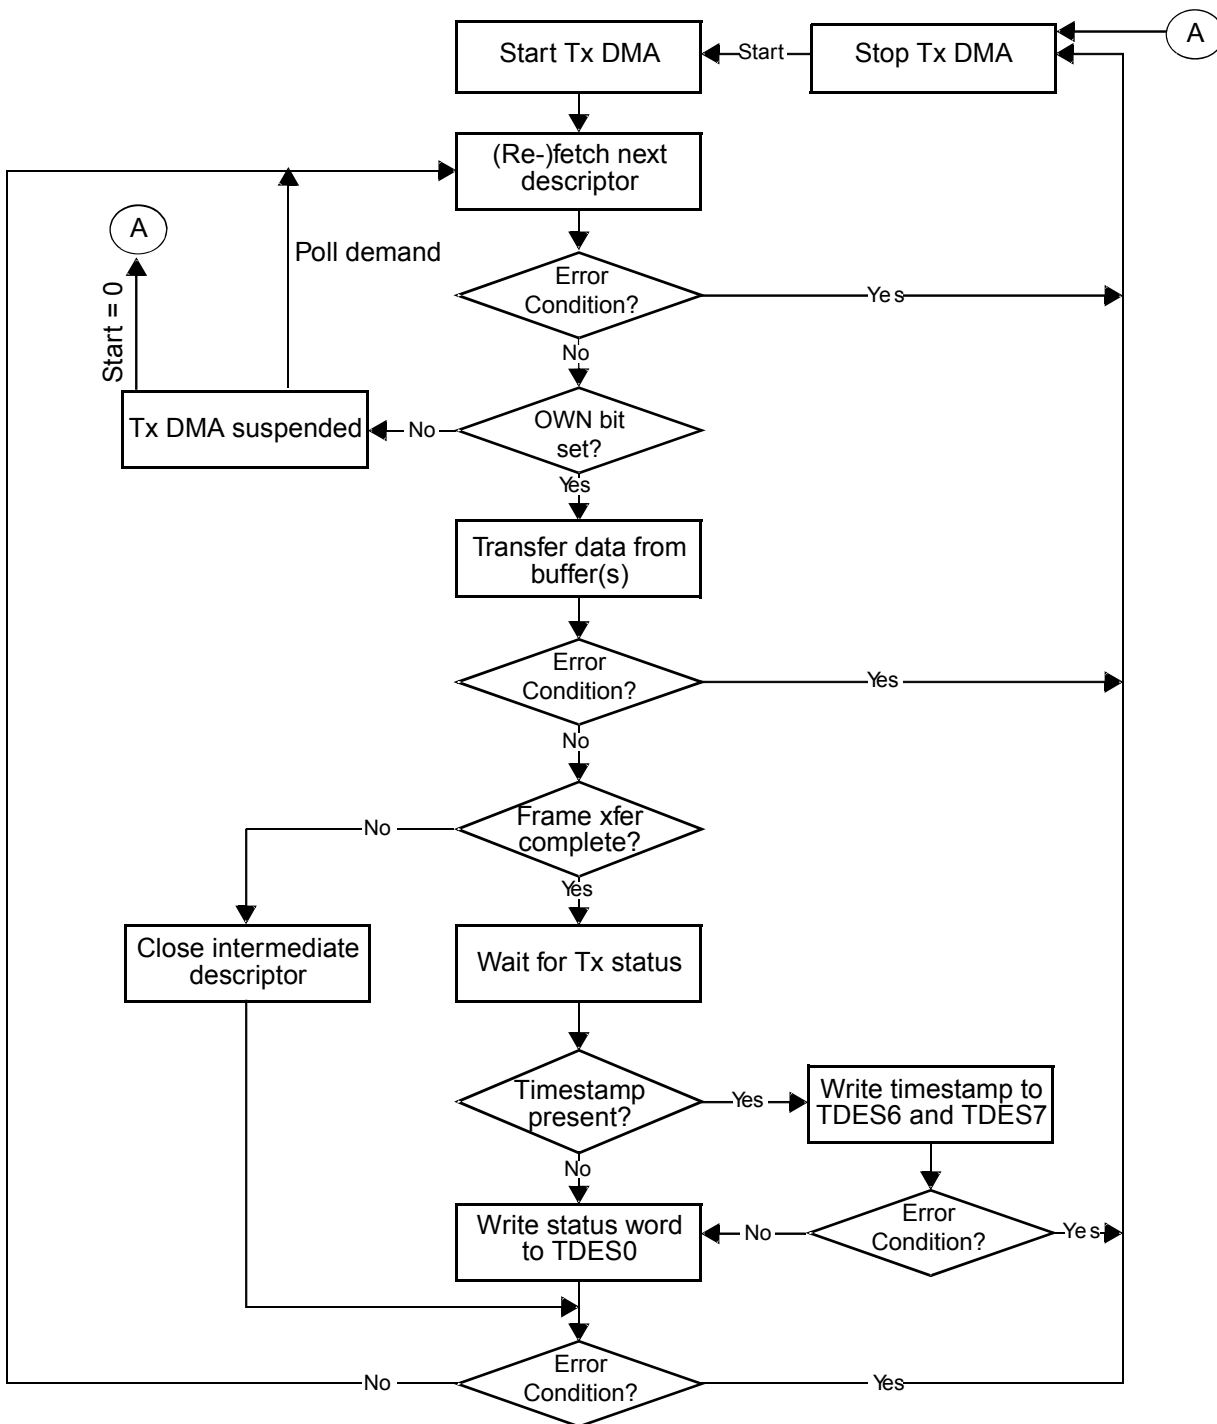 Start Tx DMA
Start
Stop Tx DMA
A
(Re-)fetch next
descriptor
A
Poll demand
Start = 0
Error
Condition?
Yes
No
Tx DMA suspended
No
OWN bit
set?
Yes
Transfer data from
buffer(s)
Error
Condition?
Yes
No
Frame xfer
complete?
No
Yes
Close intermediate
descriptor
Wait for Tx status
Timestamp
present?
Yes
Write timestamp to
TDES6 and TDES7
No
Write status word
to TDES0
No
Error
Condition?
Yes
No
Error
Condition?
Yes